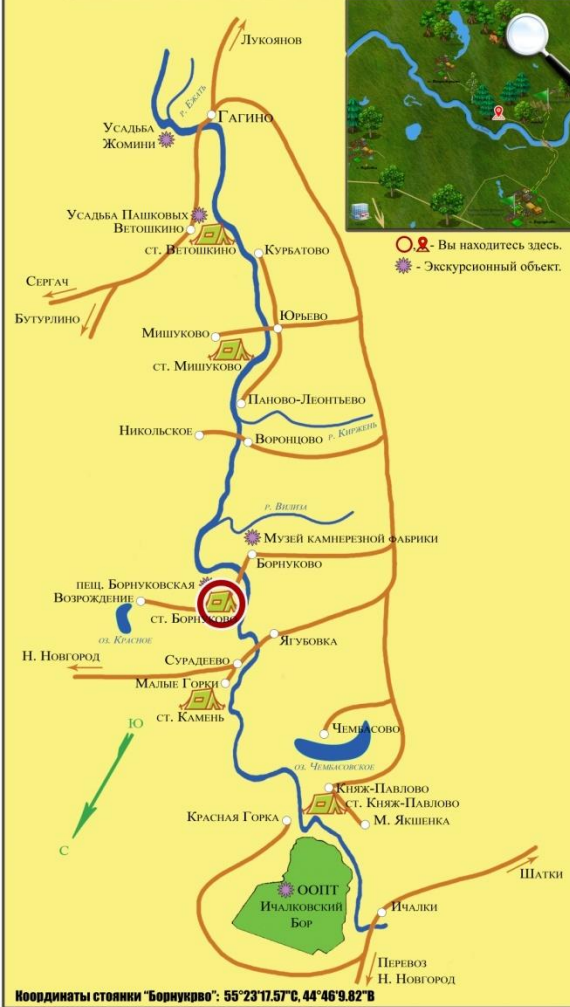 Лукоянов
р. Ежать
Гагино
Усадьба
Жомини
Усадьба Пашковых
Ветошкино
ст. Ветошкино
Курбатово
- Вы находитесь здесь.
- Экскурсионный объект.
Сергач
Бутурлино
Юрьево
Мишуково
ст. Мишуково
Паново-Леонтьево
р. Киржень
Никольское
Воронцово
р. Вилиза
Музей камнерезной фабрики
Борнуково
пещ. Борнуковская
Возрождение
ст. Борнуково
оз. Красное
Ягубовка
Н. Новгород
Сурадеево
Малые Горки
ст. Камень
Ю
Чембасово
оз. Чембасовское
С
Княж-Павлово
ст. Княж-Павлово
Красная Горка
М. Якшенка
Шатки
ООПТ
Ичалковский
Бор
Ичалки
Перевоз
Н. Новгород
Координаты стоянки "Борнукрво": 55°23'17.57"С, 44°46'9.82"В